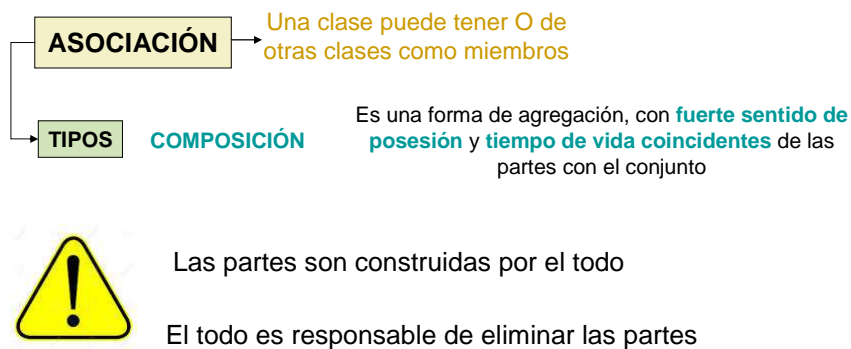 ASOCIACIÓN
Una clase puede tener O de
otras clases como miembros
TIPOS
COMPOSICIÓN
Es una forma de agregación, con fuerte sentido de
posesión y tiempo de vida coincidentes de las
partes con el conjunto
Las partes son construidas por el todo
El todo es responsable de eliminar las partes